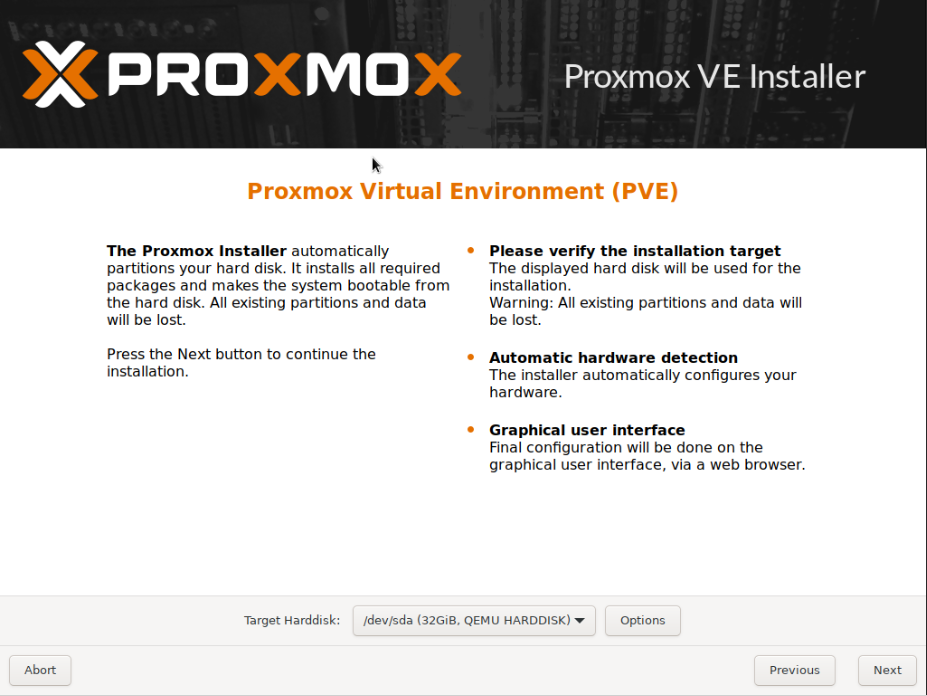 PROXMOX
Proxmox VE Installer
Proxmox Virtual Environment (PVE)
The Proxmox Installer automatically
partitions your hard disk. It installs all required
packages and makes the system bootable from
the hard disk. All existing partitions and data
will be lost.
Press the Next button to continue the
installation.
Please verify the installation target
The displayed hard disk will be used for the
installation.
Warning: All existing partitions and data will
be lost.
Automatic hardware detection
The installer automatically configures your
hardware.
Graphical user interface
Final configuration will be done on the
graphical user interface, via a web browser.
Target Harddisk: /dev/sda (32GiB, QEMU HARDDISK) Options
Abort Previous Next